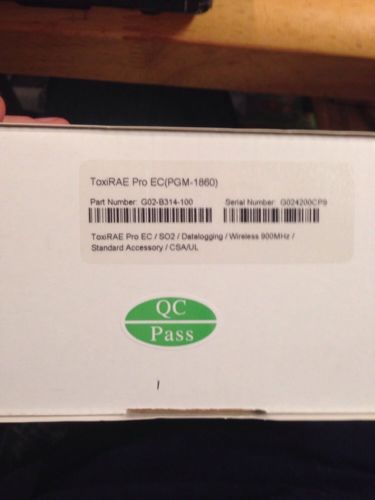 ToxiRAE Pro EC(PGM-1860)
Part Number: G02-B314-100 Serial Number: G024200CP9
ToxiRAE Pro EC / SO2 / Datalogging / Wireless 900MHz /
Standard Accessory / CSA/UL
QC
Pass